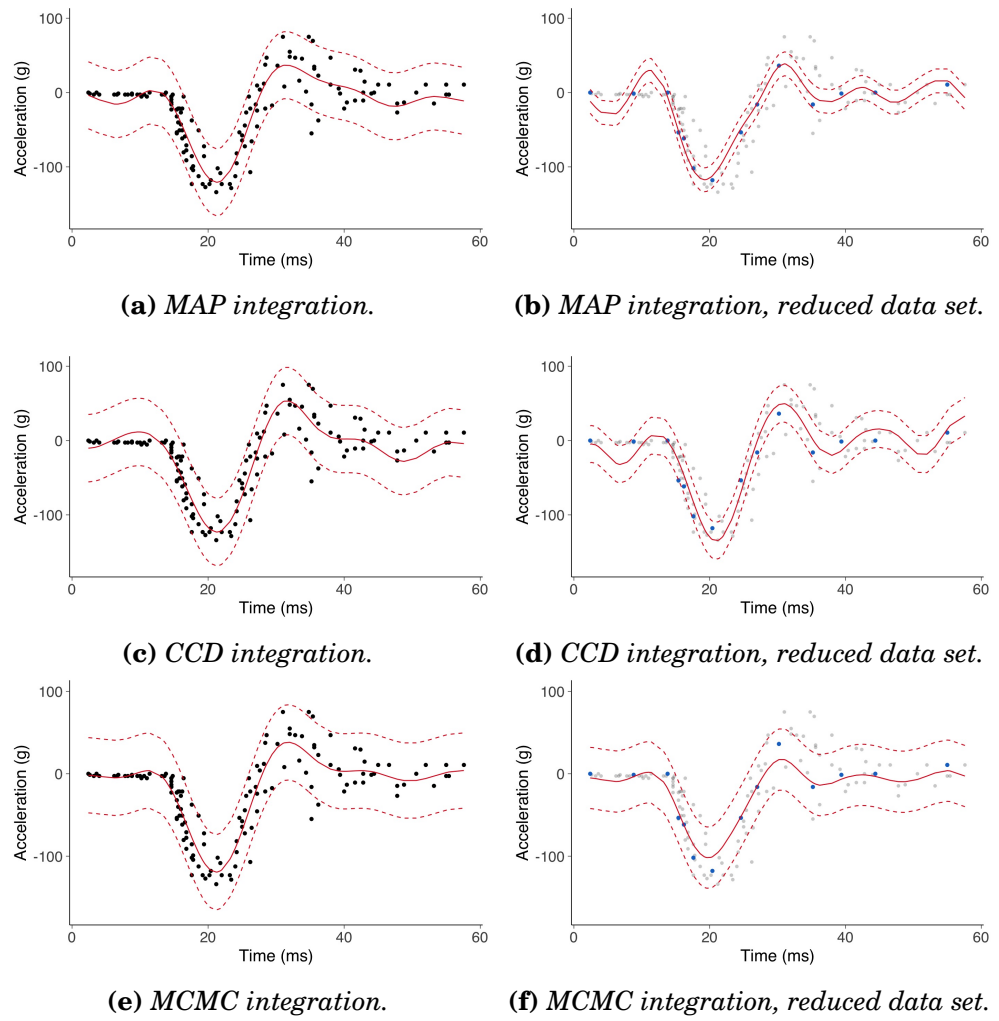 100
0
-100
Acceleration (g)
0 20 40 60
Time (ms)
(a) MAP integration.
100
0
-100
Acceleration (g)
0 20 40 60
Time (ms)
(b) MAP integration, reduced data set.
100
0
-100
Acceleration (g)
0 20 40 60
Time (ms)
(c) CCD integration.
100
0
-100
Acceleration (g)
0 20 40 60
Time (ms)
(d) CCD integration, reduced data set.
100
0
-100
Acceleration (g)
0 20 40 60
Time (ms)
(e) MCMC integration.
100
0
-100
Acceleration (g)
0 20 40 60
Time (ms)
(f) MCMC integration, reduced data set.